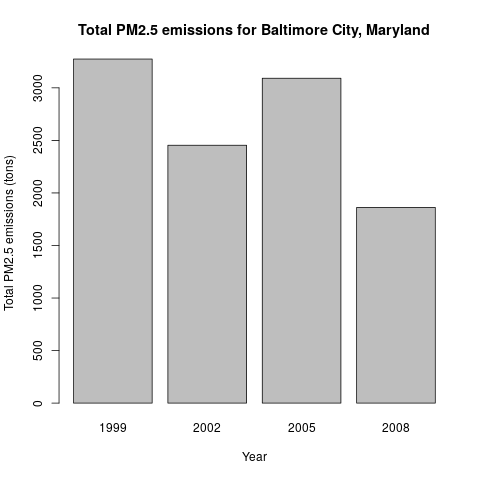 Total PM2.5 emissions for Baltimore City, Maryland
Total PM2.5 emissions (tons)
3000
2500
2000
1500
1000
500
0
1999 2002 2005 2008
Year